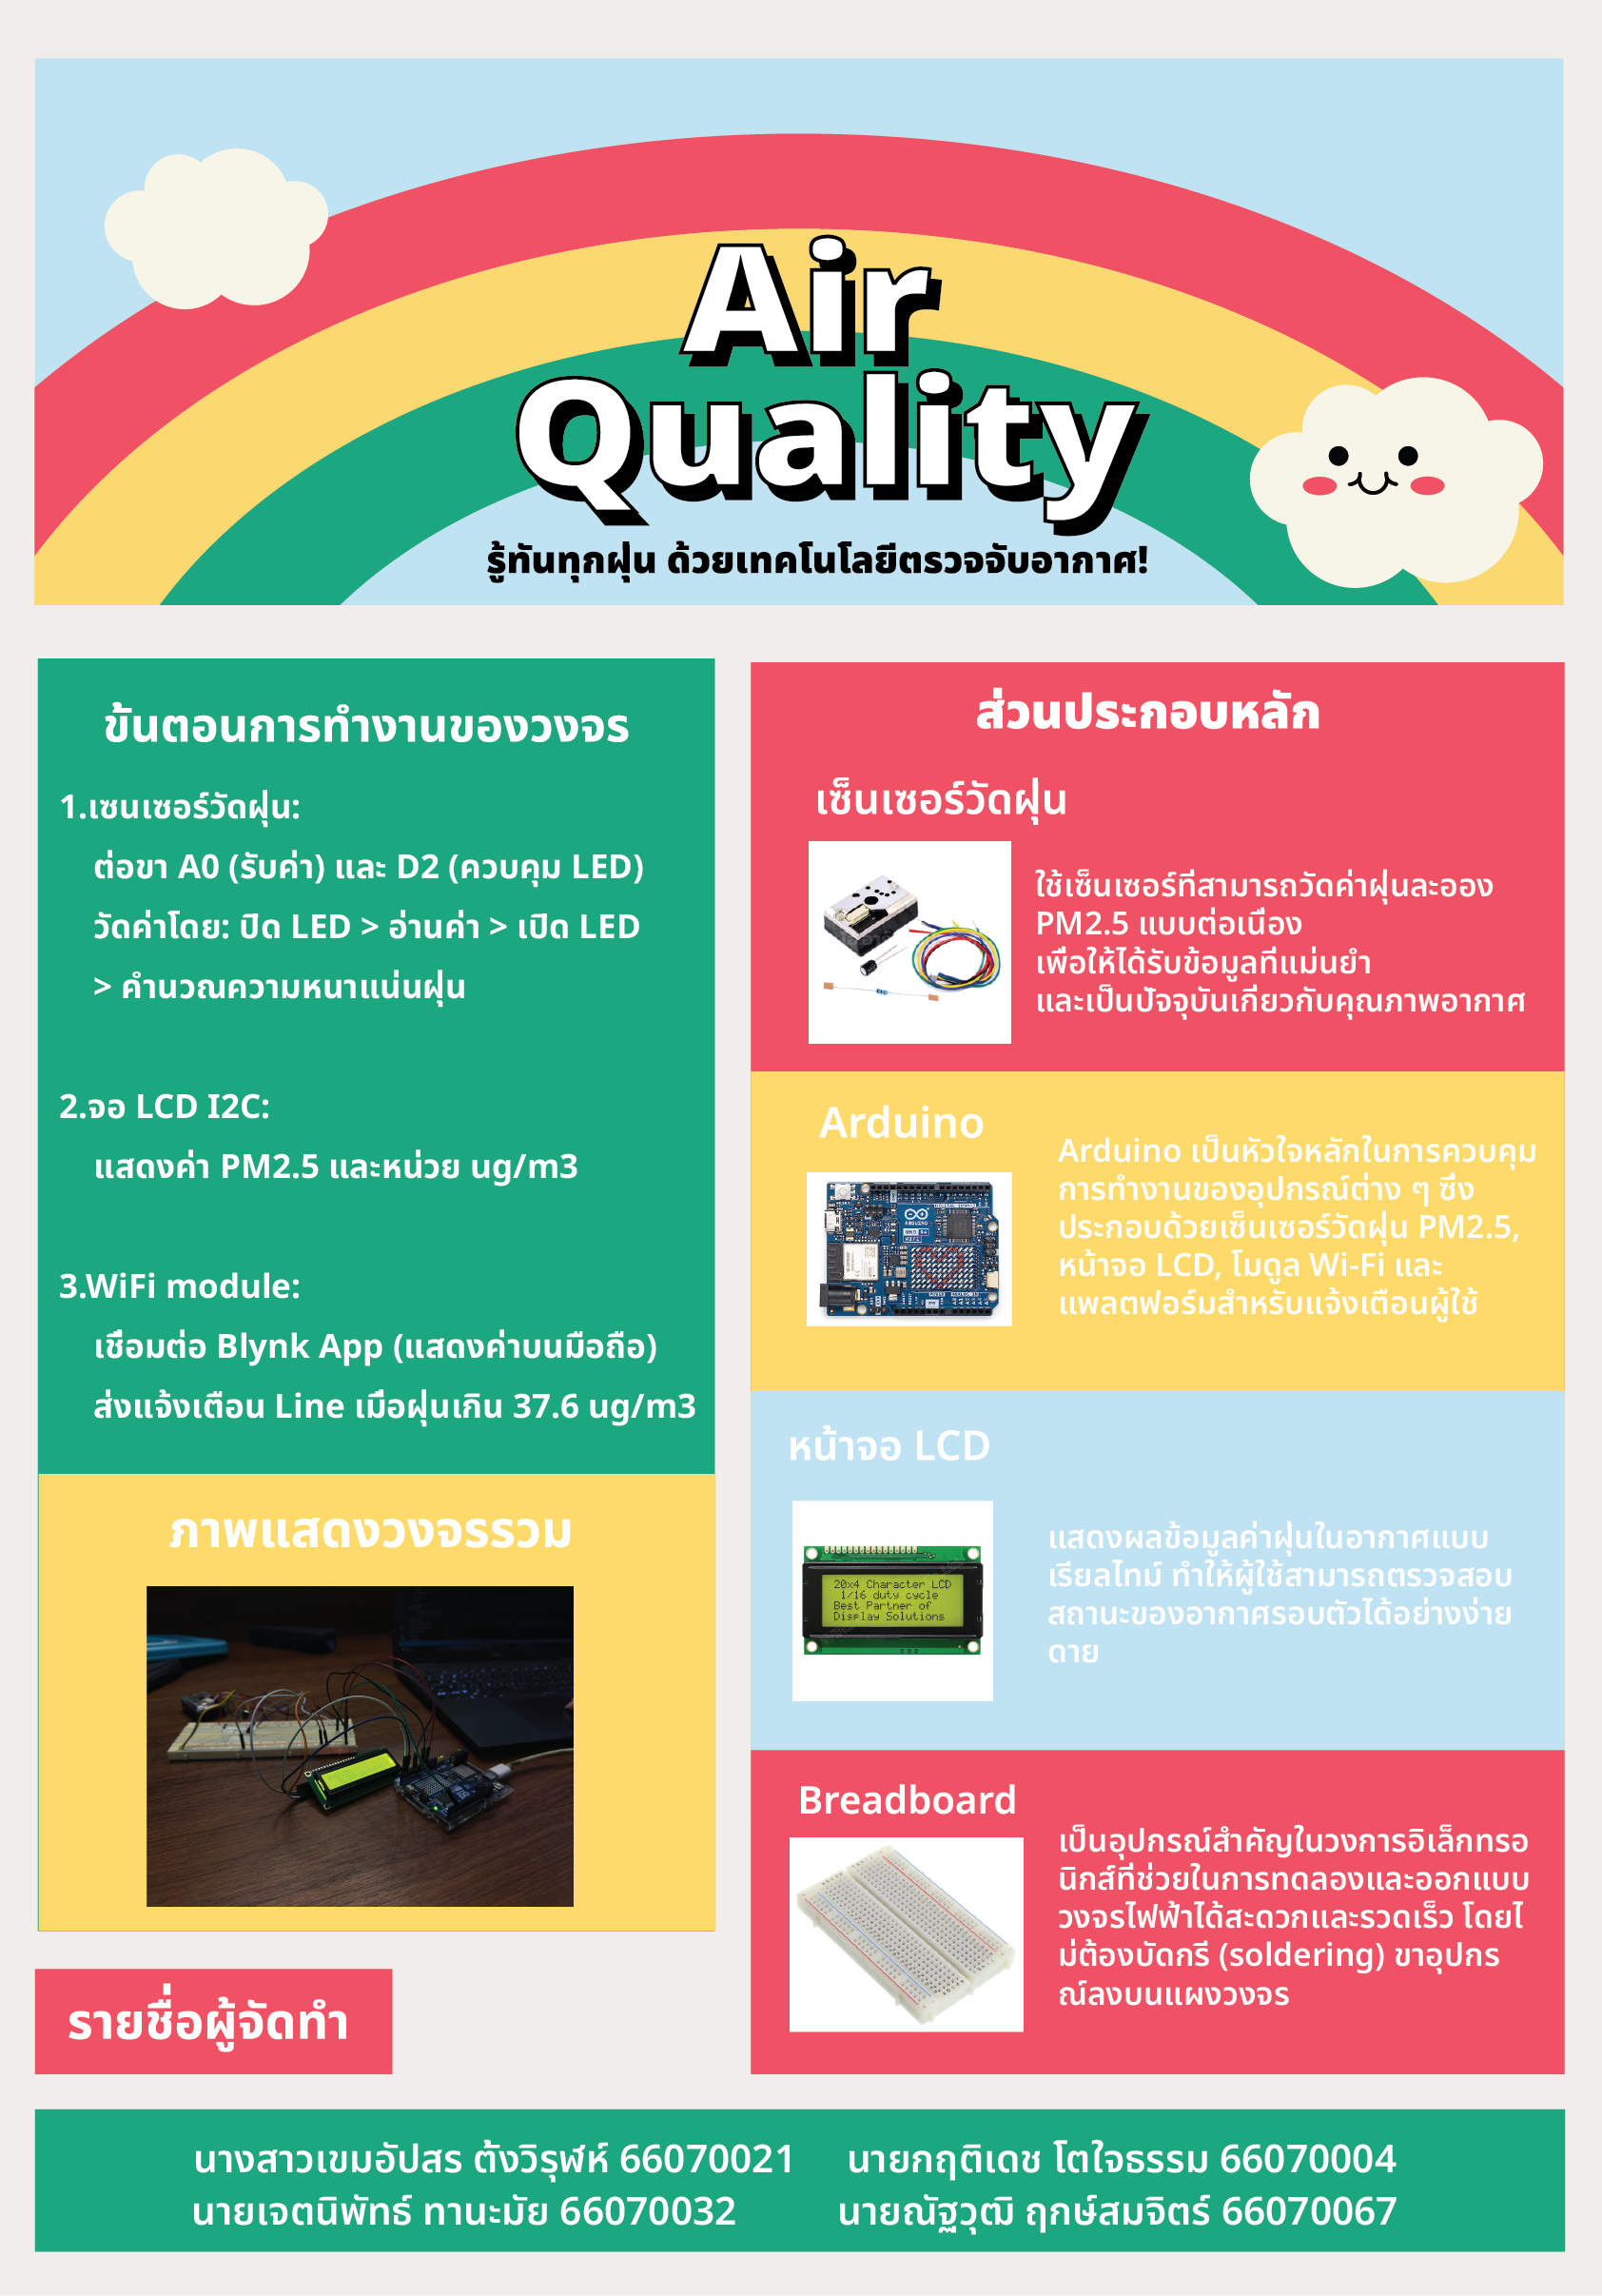 Air
Quality
รู้ทันทุกฝุ่น ด้วยเทคโนโลยีตรวจจับอากาศ!
ขั้นตอนการทำงานของวงจร
1.เซนเซอร์วัดฝุ่น:
ต่อขา A0 (รับค่า) และ D2 (ควบคุม LED)
วัดค่าโดย: ปิด LED > อ่านค่า > เปิด LED
> คำนวณความหนาแน่นฝุ่น
2.จอ LCD I2C:
แสดงค่า PM2.5 และหน่วย ug/m3
3.WiFi module:
เชื่อมต่อ Blynk App (แสดงค่าบนมือถือ)
ส่งแจ้งเตือน Line เมื่อฝุ่นเกิน 37.6 ug/m3
ภาพแสดงวงจรรวม
ส่วนประกอบหลัก
เซ็นเซอร์วัดฝุ่น
ใช้เซ็นเซอร์ที่สามารถวัดค่าฝุ่นละออง
PM2.5 แบบต่อเนื่อง
เพื่อให้ได้รับข้อมูลที่แม่นยำ
และเป็นปัจจุบันเกี่ยวกับคุณภาพอากาศ
Arduino
Arduino เป็นหัวใจหลักในการควบคุม
การทำงานของอุปกรณ์ต่าง ๆ ซึ่ง
ประกอบด้วยเซ็นเซอร์วัดฝุ่น PM2.5,
หน้าจอ LCD, โมดูล Wi-Fi และ
แพลตฟอร์มสำหรับแจ้งเตือนผู้ใช้
หน้าจอ LCD
20x4 Character LCD
1/16 duty cycle
Best Partner of
Display Solutions
แสดงผลข้อมูลค่าฝุ่นในอากาศแบบ
เรียลไทม์ ทำให้ผู้ใช้สามารถตรวจสอบ
สถานะของอากาศรอบตัวได้อย่างง่าย
ดาย
Breadboard
เป็นอุปกรณ์สำคัญในวงการอิเล็กทรอ
นิกส์ที่ช่วยในการทดลองและออกแบบ
วงจรไฟฟ้าได้สะดวกและรวดเร็ว โดยไ
ม่ต้องบัดกรี (soldering) ขาอุปกร
ณ์ลงบนแผงวงจร
รายชื่อผู้จัดทำ
นางสาวเขมอัปสร ตั้งวิรุฬห์ 66070021 นายกฤติเดช โตใจธรรม 66070004
นายเจตนิพัทธ์ ทานะมัย 66070032 นายณัฐวุฒิ ฤกษ์สมจิตร์ 66070067